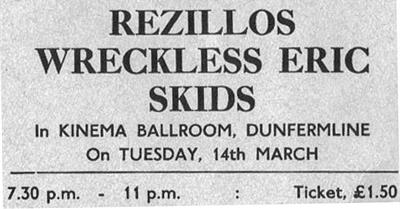 REZILLOS
WRECKLESS ERIC
SKIDS
In KINEMA BALLROOM, DUNFERMLINE
On TUESDAY, 14th MARCH
7.30 p.m. - 11 p.m. : Ticket, £1.50